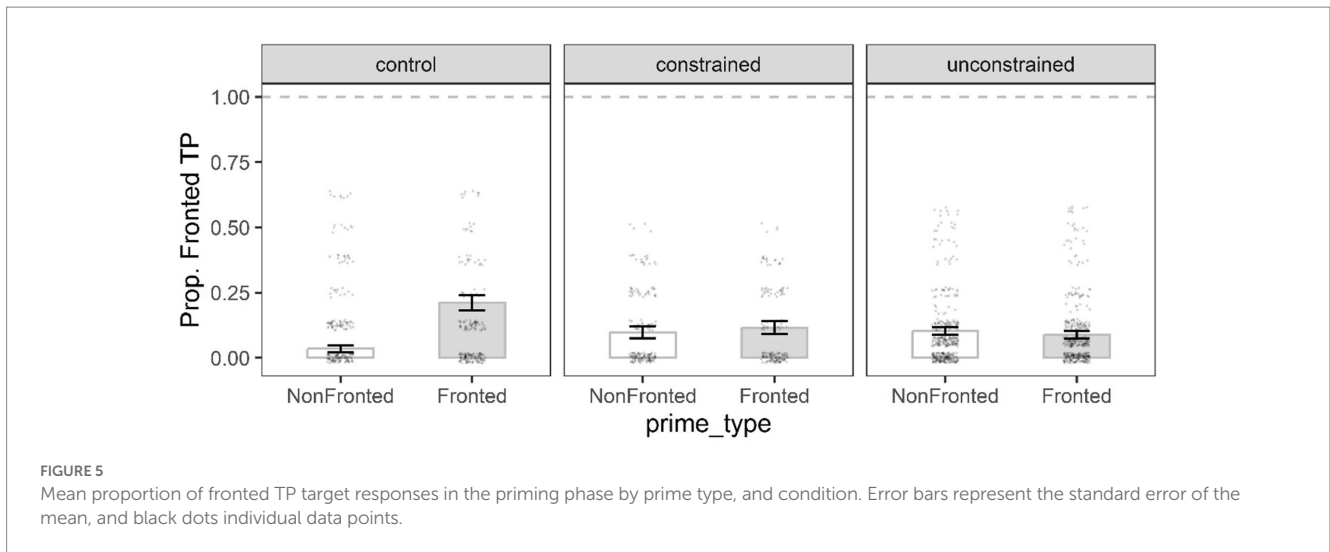 control constrained unconstrained
Prop. Fronted TP
1.00
0.75
0.50
0.25
0.00
NonFronted Fronted NonFronted Fronted NonFronted Fronted
prime_type
FIGURE 5
Mean proportion of fronted TP target responses in the priming phase by prime type, and condition. Error bars represent the standard error of the
mean, and black dots individual data points.